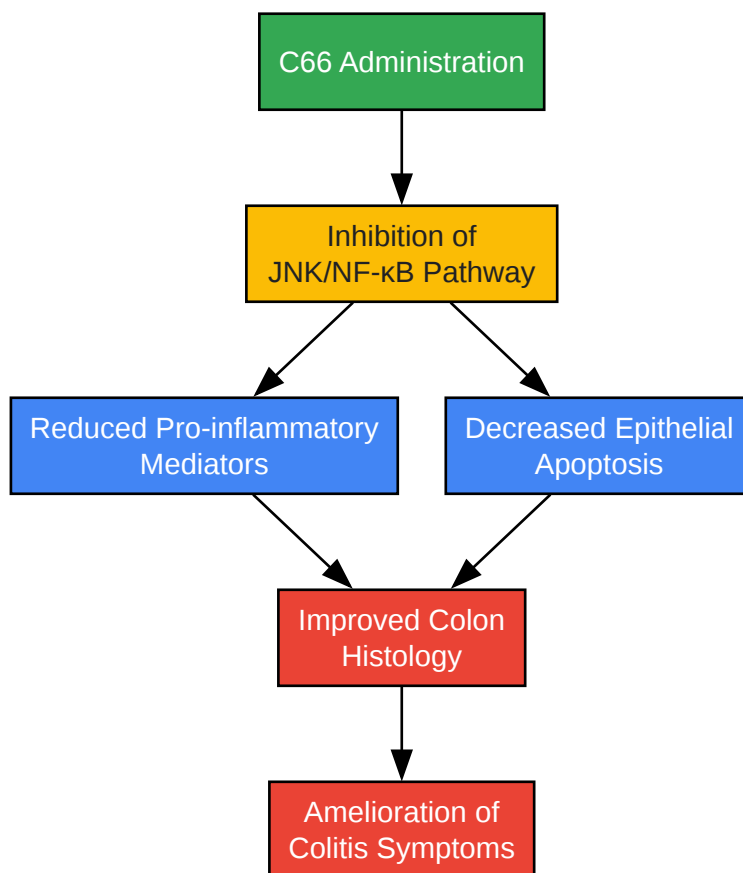 C66 Administration
Inhibition of
JNK/NF-κB Pathway
Reduced Pro-inflammatory
Mediators
Decreased Epithelial
Apoptosis
Improved Colon
Histology
Amelioration of
Colitis Symptoms